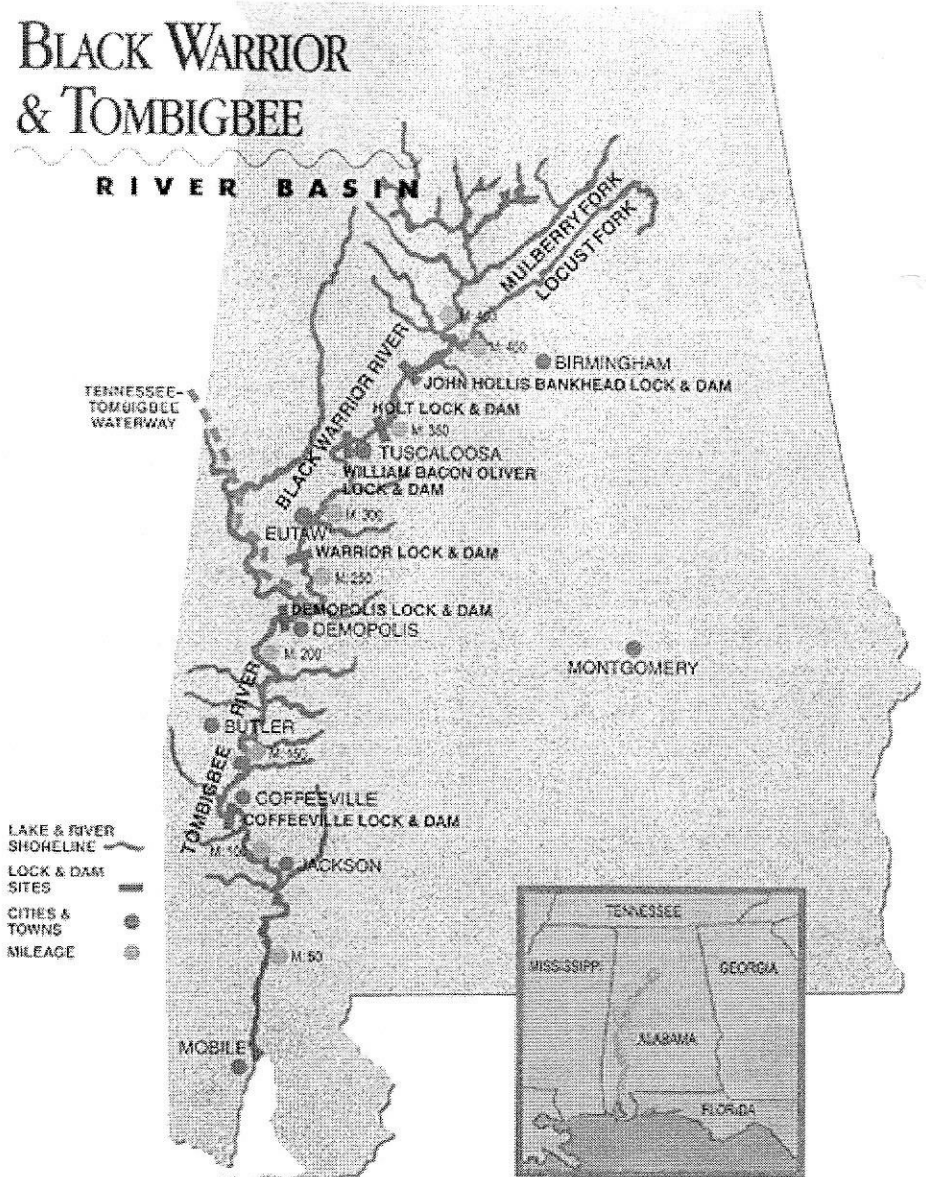 BLACK WARRIOR
& TOMBIGBEE
RIVER BASIN
MULBERRY FORK
LOCUST FORK
M. 400
BIRMINGHAM
JOHN HOLLIS BANKHEAD LOCK & DAM
BLACK WARRIOR RIVER
TENNESSEE-
TOMBIGBEE
WATERWAY
HOLT LOCK & DAM
M. 350
TUSCALOOSA
WILLIAM BACON OLIVER
LOCK & DAM
M. 300
EUTAW
WARRIOR LOCK & DAM
M. 250
DEMOPOLIS LOCK & DAM
DEMOPOLIS
M. 200
MONTGOMERY
TOMBIGBEE RIVER
BUTLER
M. 150
COFFEEVILLE
COFFEEVILLE LOCK & DAM
M. 100
JACKSON
LAKE & RIVER
SHORELINE
LOCK & DAM
SITES
CITIES &
TOWNS
MILEAGE
M. 50
MOBILE
TENNESSEE
MISSISSIPPI
GEORGIA
ALABAMA
FLORIDA